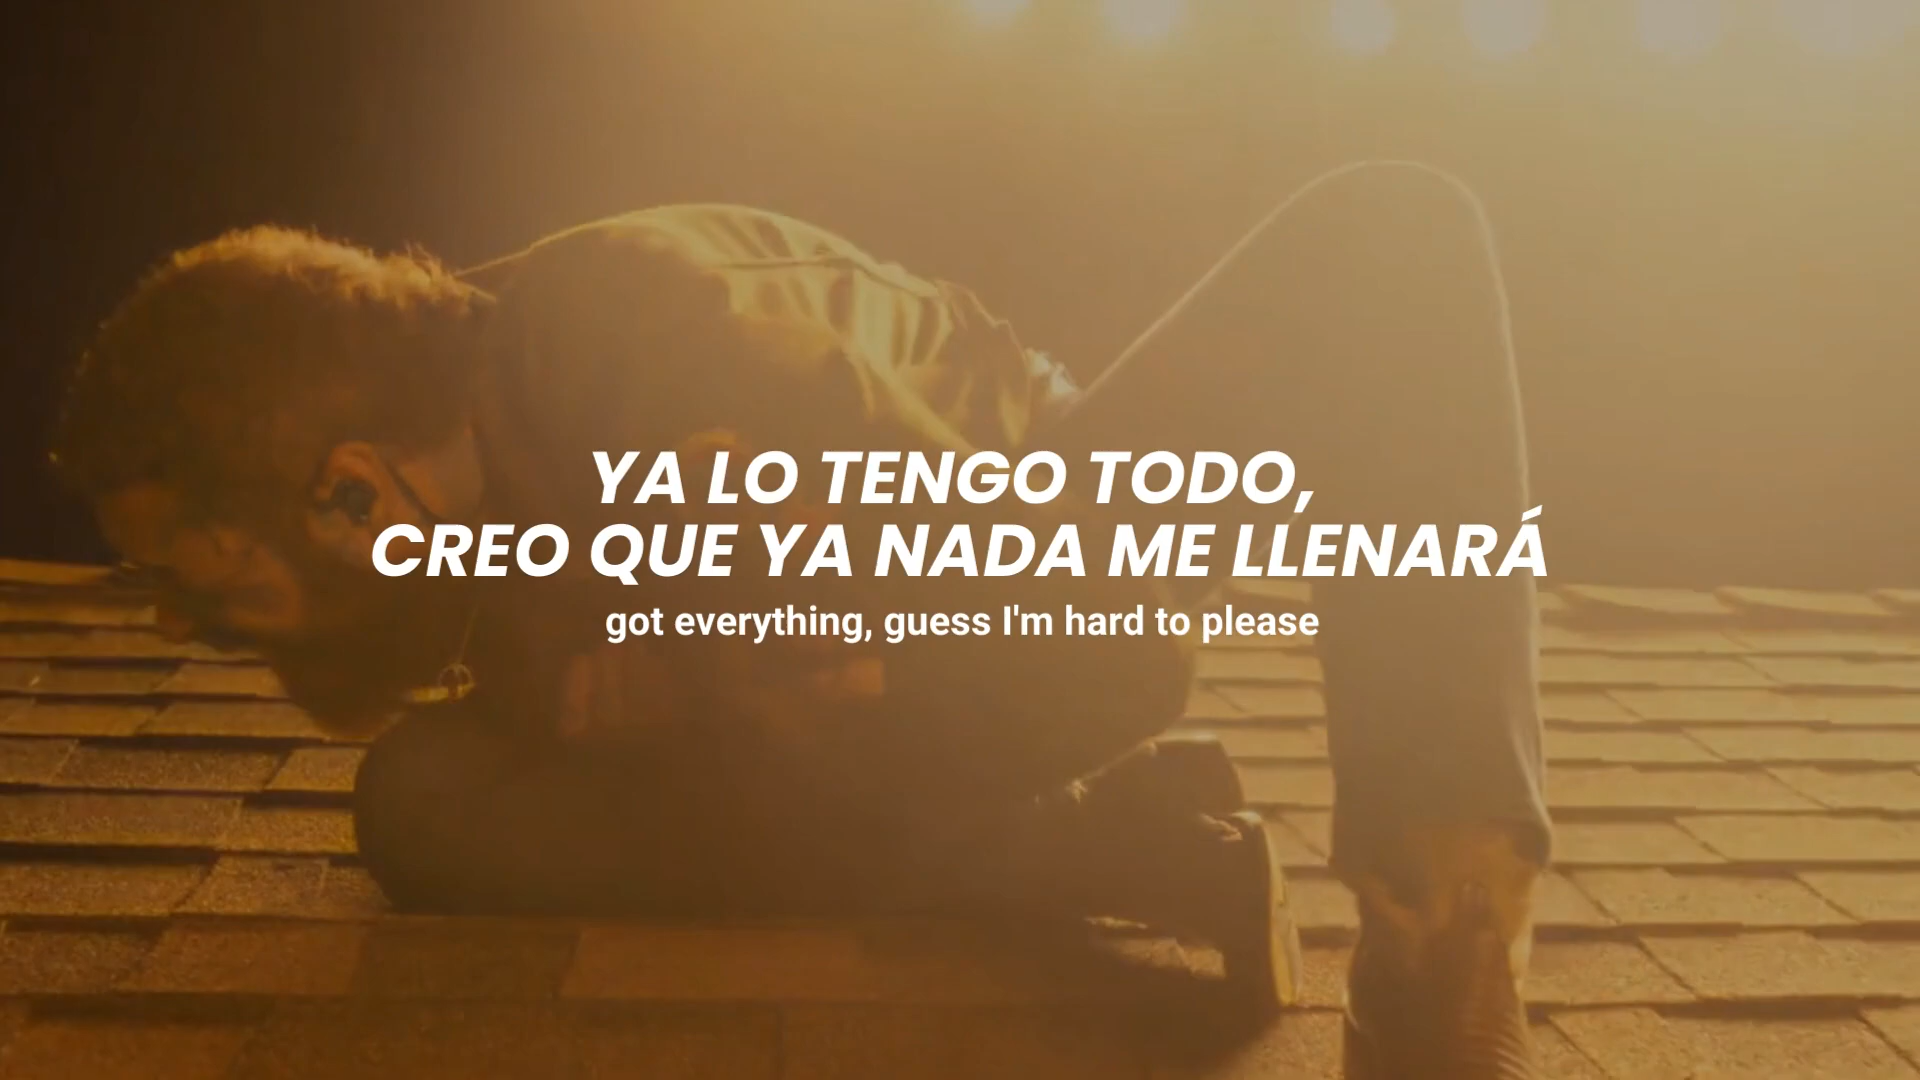 YA LO TENGO TODO,
CREO QUE YA NADA ME LLENARÁ
got everything, guess I'm hard to please